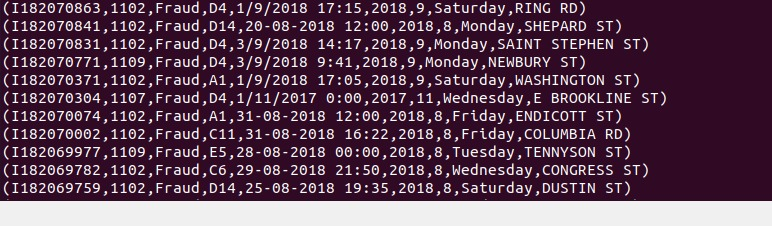 (I182070863,1102,Fraud,D4,1/9/2018 17:15,2018,9,Saturday,RING RD)
(I182070841,1102,Fraud,D14,20-08-2018 12:00,2018,8,Monday,SHEPARD ST)
(I182070831,1102,Fraud,D4,3/9/2018 14:17,2018,9,Monday,SAINT STEPHEN ST)
(I182070771,1109,Fraud,D4,3/9/2018 9:41,2018,9,Monday,NEWBURY ST)
(I182070371,1102,Fraud,A1,1/9/2018 17:05,2018,9,Saturday,WASHINGTON ST)
(I182070304,1107,Fraud,D4,1/11/2017 0:00,2017,11,Wednesday,E BROOKLINE ST)
(I182070074,1102,Fraud,A1,31-08-2018 12:00,2018,8,Friday,ENDICOTT ST)
(I182070002,1102,Fraud,C11,31-08-2018 16:22,2018,8,Friday,COLUMBIA RD)
(I182069977,1109,Fraud,E5,28-08-2018 00:00,2018,8,Tuesday,TENNYSON ST)
(I182069782,1102,Fraud,C6,29-08-2018 21:50,2018,8,Wednesday,CONGRESS ST)
(I182069759,1102,Fraud,D14,25-08-2018 19:35,2018,8,Saturday,DUSTIN ST)